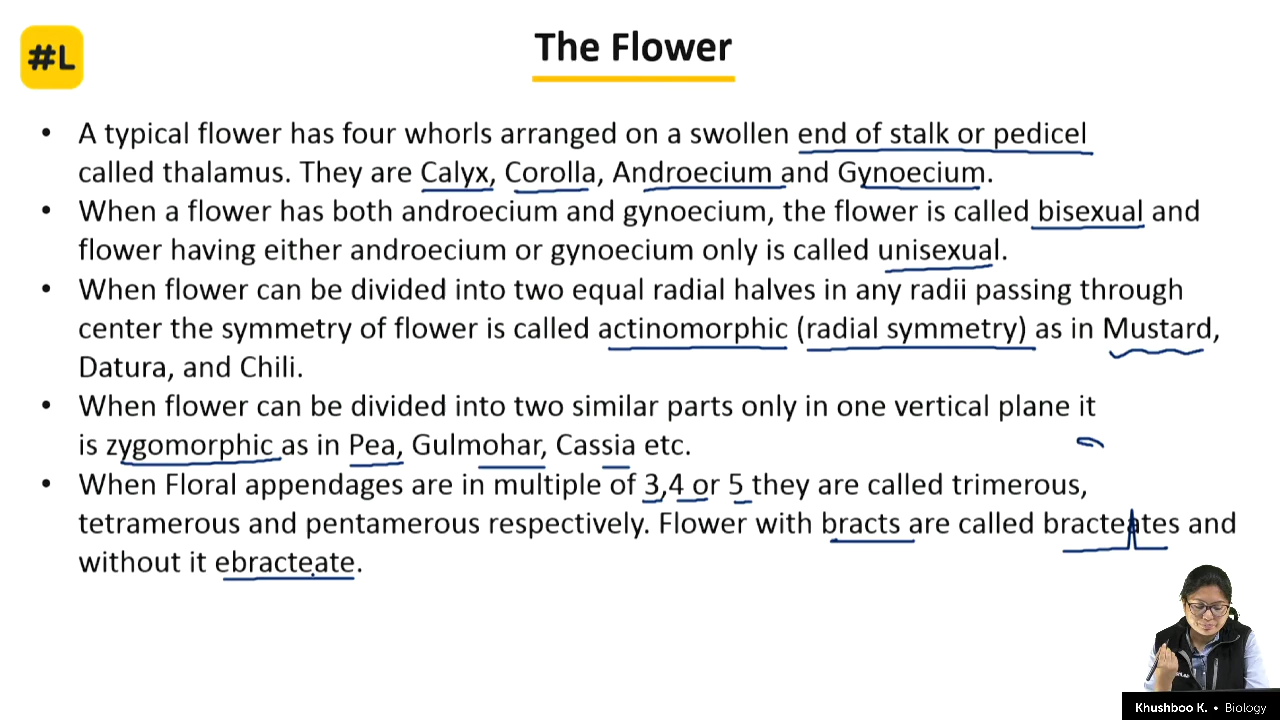 #L
The Flower
• A typical flower has four whorls arranged on a swollen end of stalk or pedicel
called thalamus. They are Calyx, Corolla, Androecium and Gynoecium.
• When a flower has both androecium and gynoecium, the flower is called bisexual and
flower having either androecium or gynoecium only is called unisexual.
• When flower can be divided into two equal radial halves in any radii passing through
center the symmetry of flower is called actinomorphic (radial symmetry) as in Mustard,
Datura, and Chili.
• When flower can be divided into two similar parts only in one vertical plane it
is zygomorphic as in Pea, Gulmohar, Cassia etc.
• When Floral appendages are in multiple of 3,4 or 5 they are called trimerous,
tetramerous and pentamerous respectively. Flower with bracts are called bracteates and
without it ebracteate.
Khushboo K. • Biology